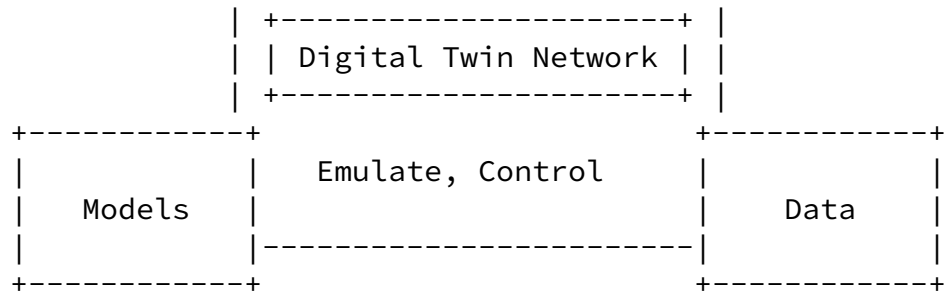 Digital Twin Network
Emulate, Control
Models
Data